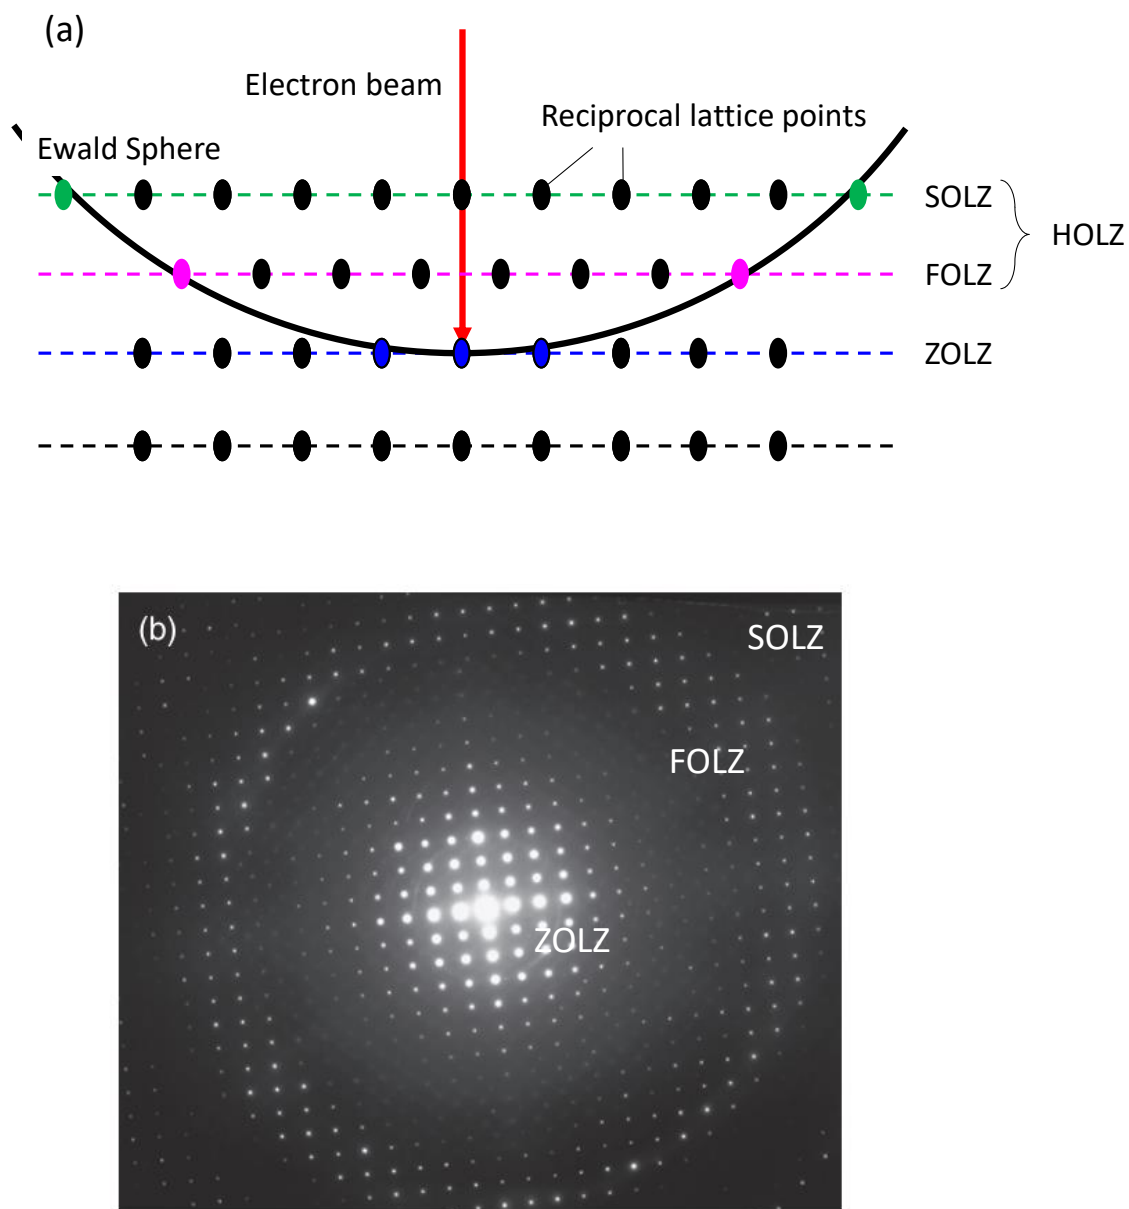 (a)
Electron beam
Reciprocal lattice points
Ewald Sphere
SOLZ
HOLZ
FOLZ
ZOLZ
(b)
SOLZ
FOLZ
ZOLZ